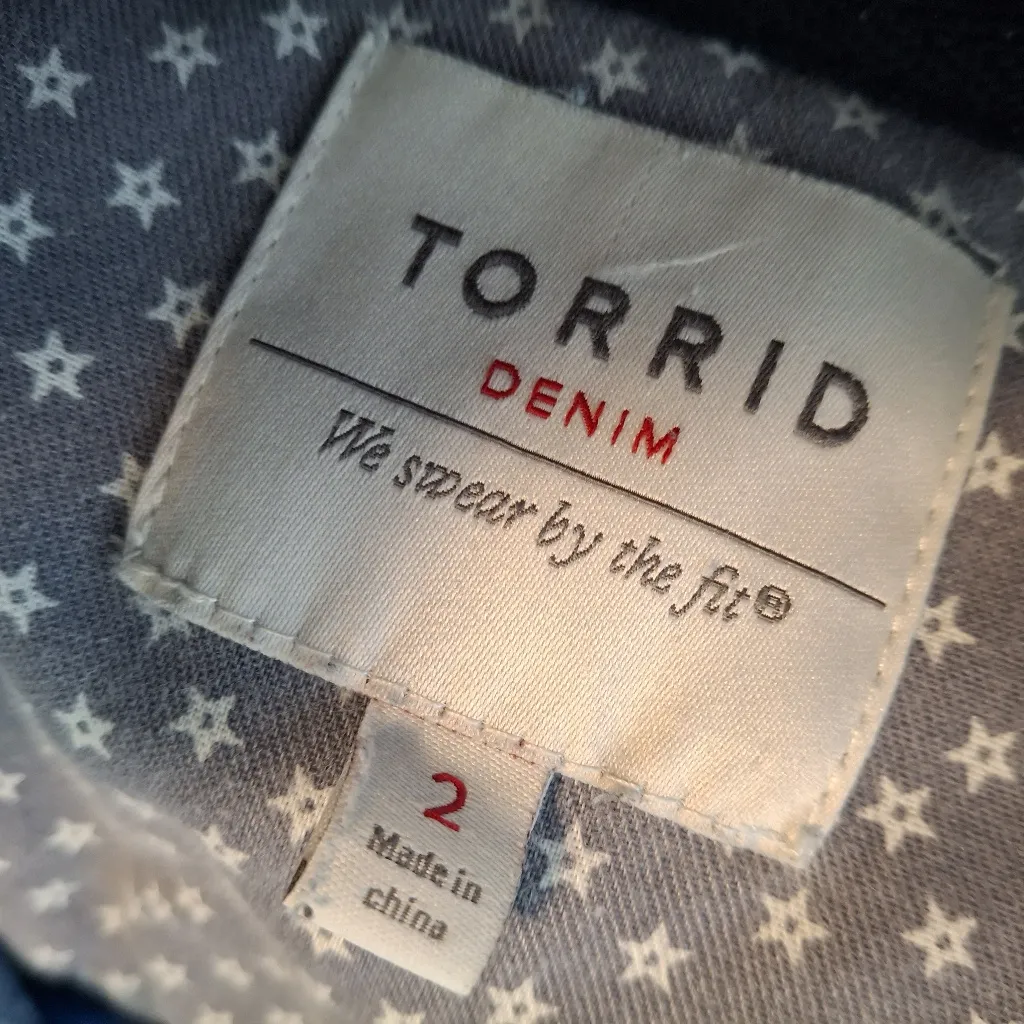 TORRID
DENIM
We swear by the fit®
2
Made in
china